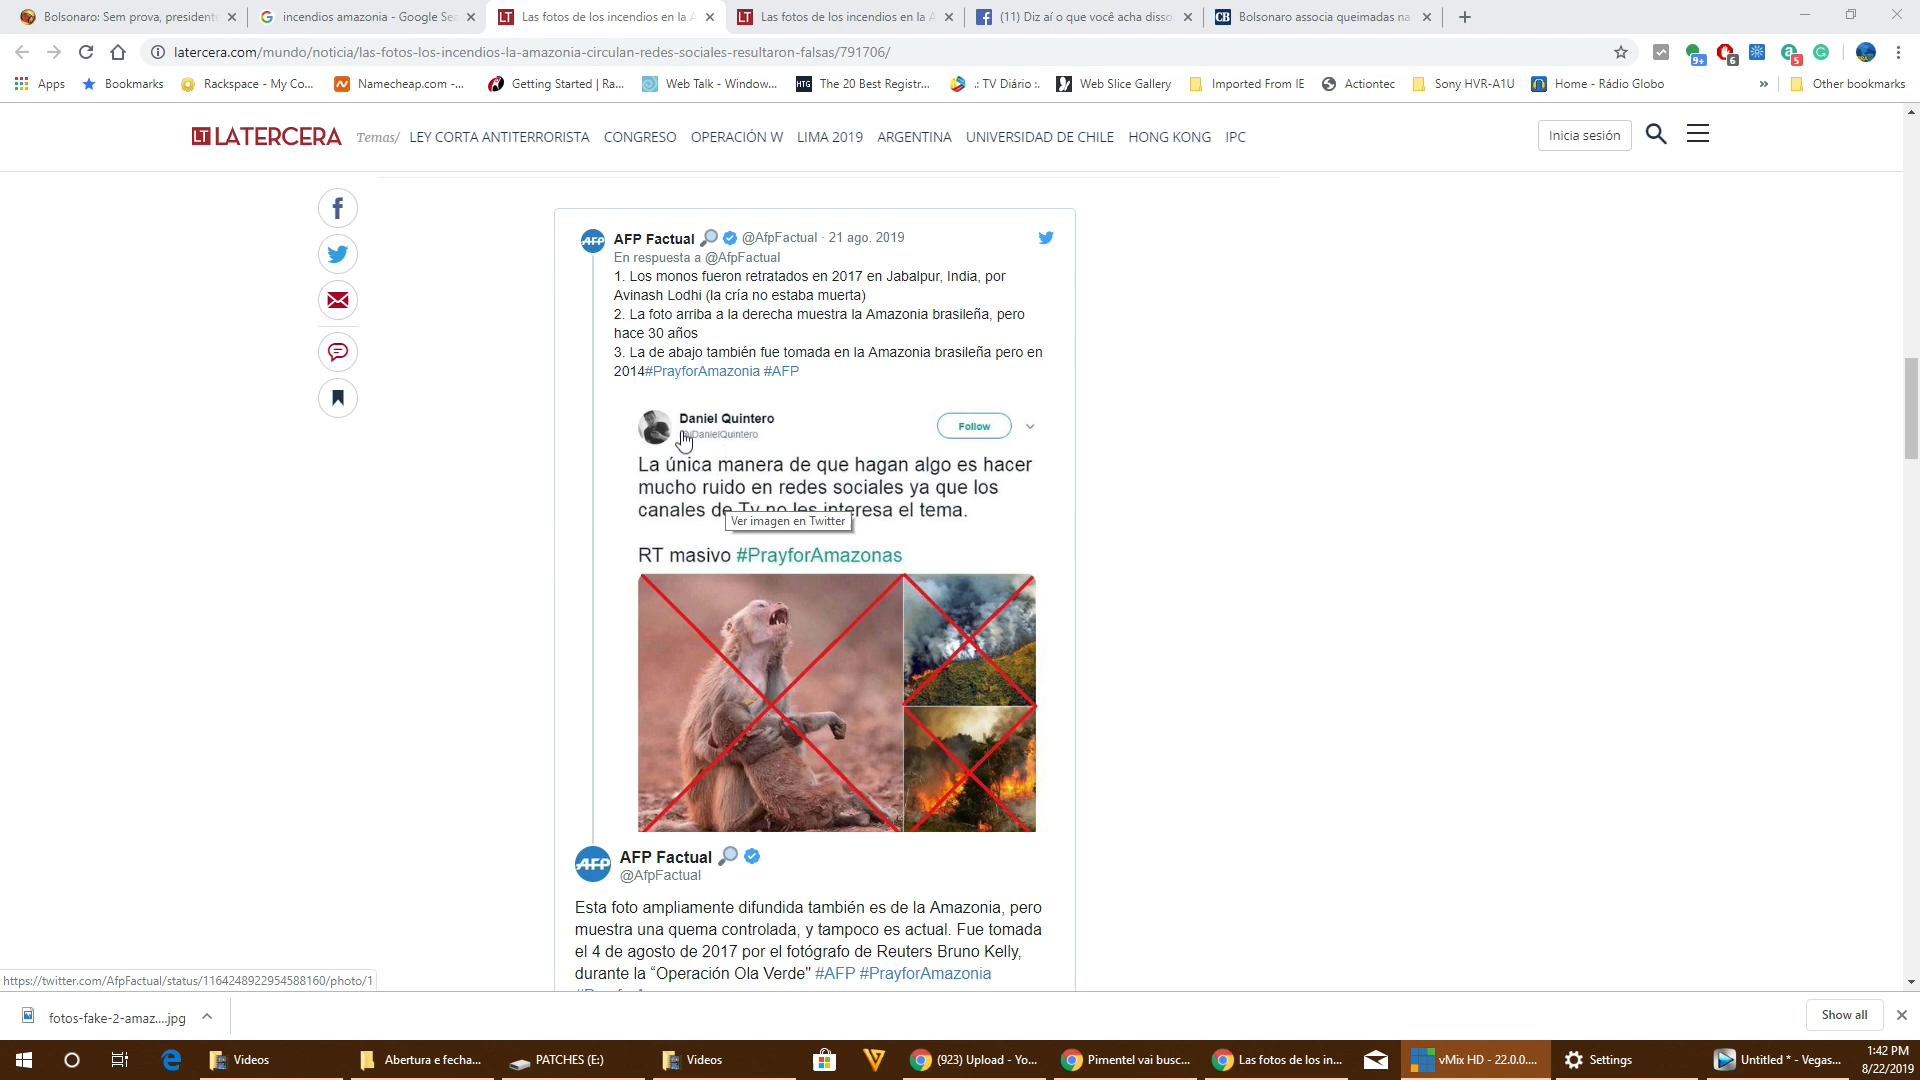 Bolsonaro: Sem prova, president
incendios amazonia - Google Se
Las fotos de los incendios en la A
Las fotos de los incendios en la A
(11) Diz aí o que você acha disso
Bolsonaro associa queimadas na
latercera.com/mundo/noticia/las-fotos-los-incendios-la-amazonia-circulan-redes-sociales-resultaron-falsas/791706/
9+
6
5
Apps
Bookmarks
Rackspace - My Co...
Namecheap.com -...
Getting Started | Ra...
Web Talk - Window...
HTG The 20 Best Registr...
.: TV Diário :.
Web Slice Gallery
Imported From IE
Actiontec
Sony HVR-A1U
Home - Rádio Globo
»
Other bookmarks
LT LATERCERA
Temas/ LEY CORTA ANTITERRORISTA CONGRESO OPERACIÓN W LIMA 2019 ARGENTINA UNIVERSIDAD DE CHILE HONG KONG IPC
Inicia sesión
AFP AFP Factual @AfpFactual · 21 ago. 2019
En respuesta a @AfpFactual
1. Los monos fueron retratados en 2017 en Jabalpur, India, por
Avinash Lodhi (la cría no estaba muerta)
2. La foto arriba a la derecha muestra la Amazonia brasileña, pero
hace 30 años
3. La de abajo también fue tomada en la Amazonia brasileña pero en
2014#PrayforAmazonia #AFP
Daniel Quintero
Follow
La única manera de que hagan algo es hacer
mucho ruido en redes sociales ya que los
canales de Tv no les interesa el tema.
Ver imagen en Twitter
RT masivo #PrayforAmazonas
AFP AFP Factual
@AfpFactual
Esta foto ampliamente difundida también es de la Amazonia, pero
muestra una quema controlada, y tampoco es actual. Fue tomada
el 4 de agosto de 2017 por el fotógrafo de Reuters Bruno Kelly,
durante la “Operación Ola Verde” #AFP #PrayforAmazonia
https://twitter.com/AfpFactual/status/1164248922954588160/photo/1
fotos-fake-2-amaz....jpg
Show all
Videos
Abertura e fecha...
PATCHES (E:)
Videos
(923) Upload - Yo...
Pimentel vai busc...
Las fotos de los in...
vMix HD - 22.0.0....
Settings
Untitled * - Vegas...
1:42 PM
8/22/2019